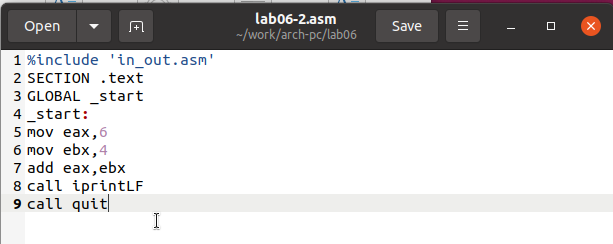 Open
lab06-2.asm
~/work/arch-pc/lab06
Save
1 %include 'in_out.asm'
2 SECTION .text
3 GLOBAL _start
4 _start:
5 mov eax,6
6 mov ebx,4
7 add eax,ebx
8 call iprintLF
9 call quit